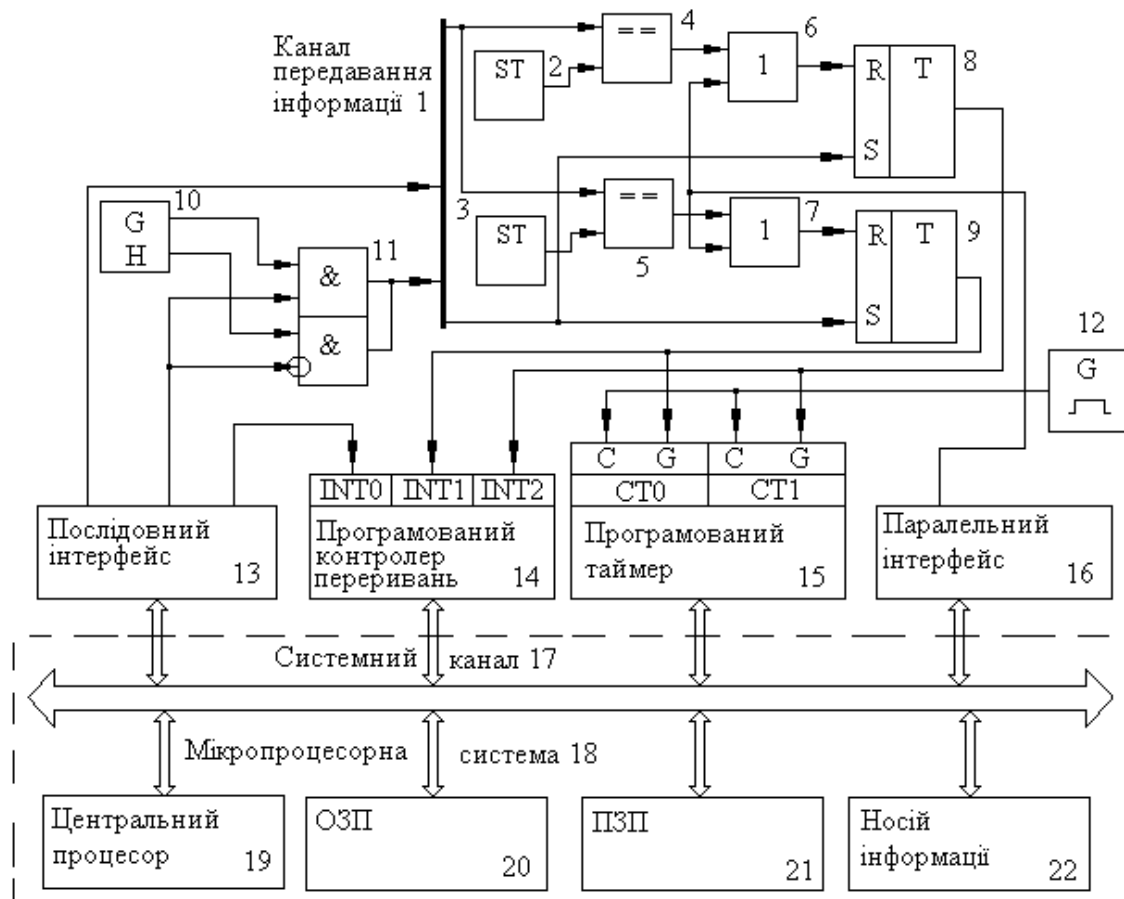 Канал
передавання
інформації 1
ST
2
= =
4
1
6
R T
S
8
3
ST
= =
5
1
7
R T
S
9
10
G
H
11
&
&
12
G
C G C G
INT0 INT1 INT2
CT0 CT1
Послідовний
інтерфейс
13
Програмований
контролер
переривань
14
Програмований
таймер
15
Паралельний
інтерфейс
16
Системний канал 17
Мікропроцесорна система 18
Центральний
процесор
19
ОЗП
20
ПЗП
21
Носій
інформації
22